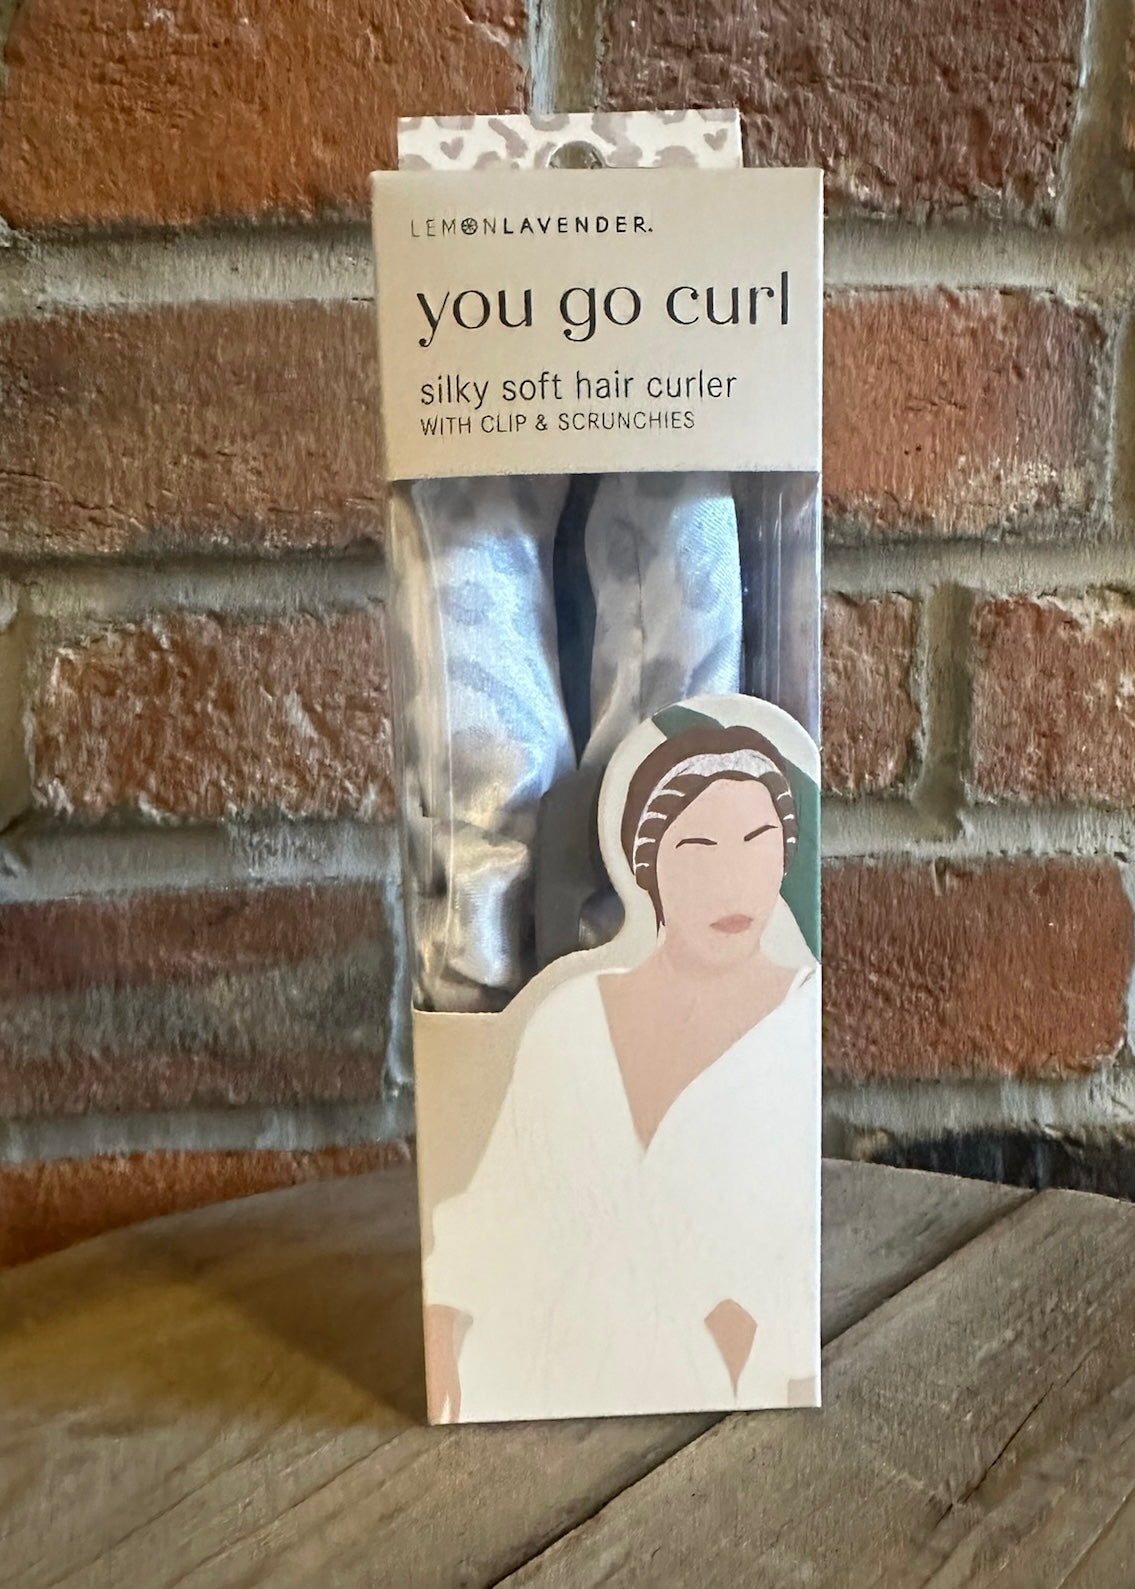 LEMONLAVENDER.
you go curl
silky soft hair curler
WITH CLIP & SCRUNCHIES